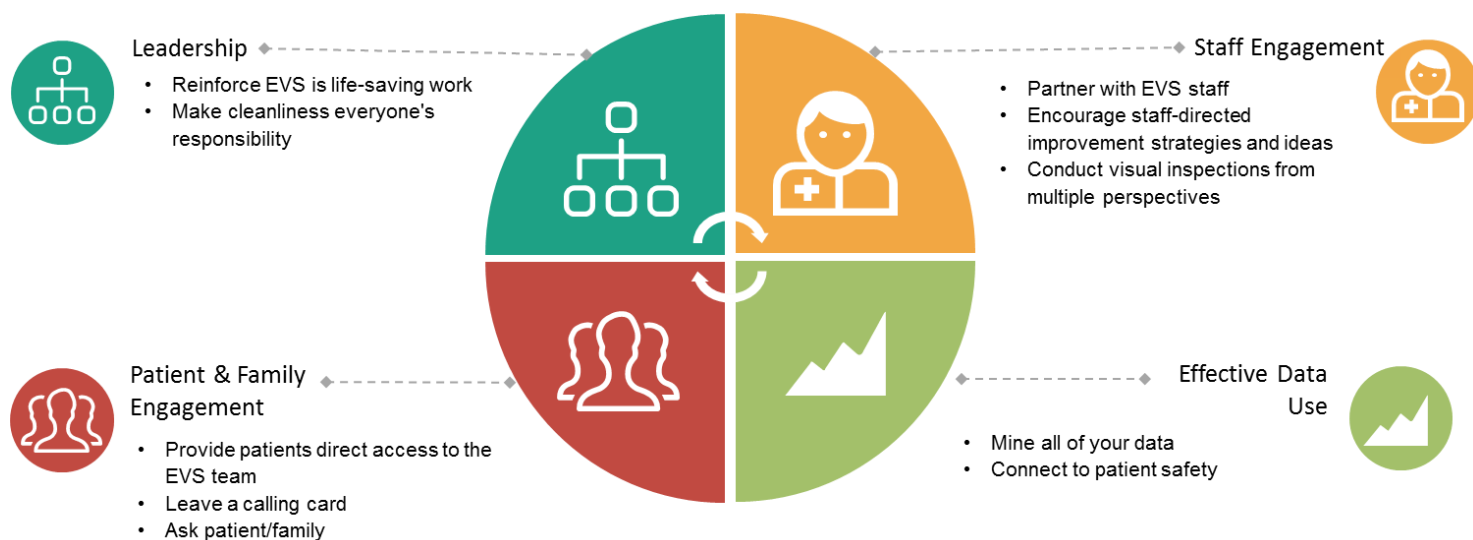 Leadership
• Reinforce EVS is life-saving work
• Make cleanliness everyone's
responsibility
Staff Engagement
• Partner with EVS staff
• Encourage staff-directed
improvement strategies and ideas
• Conduct visual inspections from
multiple perspectives
Patient & Family
Engagement
• Provide patients direct access to the
EVS team
• Leave a calling card
• Ask patient/family
Effective Data
Use
• Mine all of your data
• Connect to patient safety